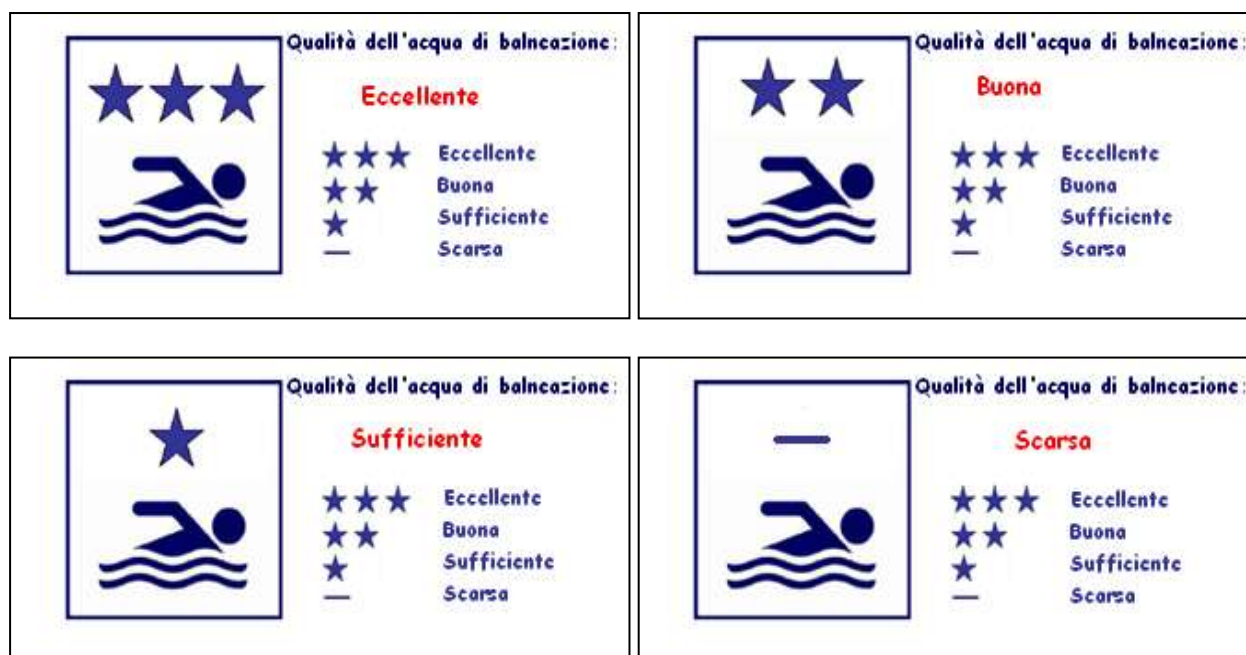 Qualità dell'acqua di balneazione:
Eccellente
Eccellente
Buona
Sufficiente
Scarsa
Qualità dell'acqua di balneazione:
Buona
Eccellente
Buona
Sufficiente
Scarsa
Qualità dell'acqua di balneazione:
Sufficiente
Eccellente
Buona
Sufficiente
Scarsa
Qualità dell'acqua di balneazione:
Scarsa
Eccellente
Buona
Sufficiente
Scarsa